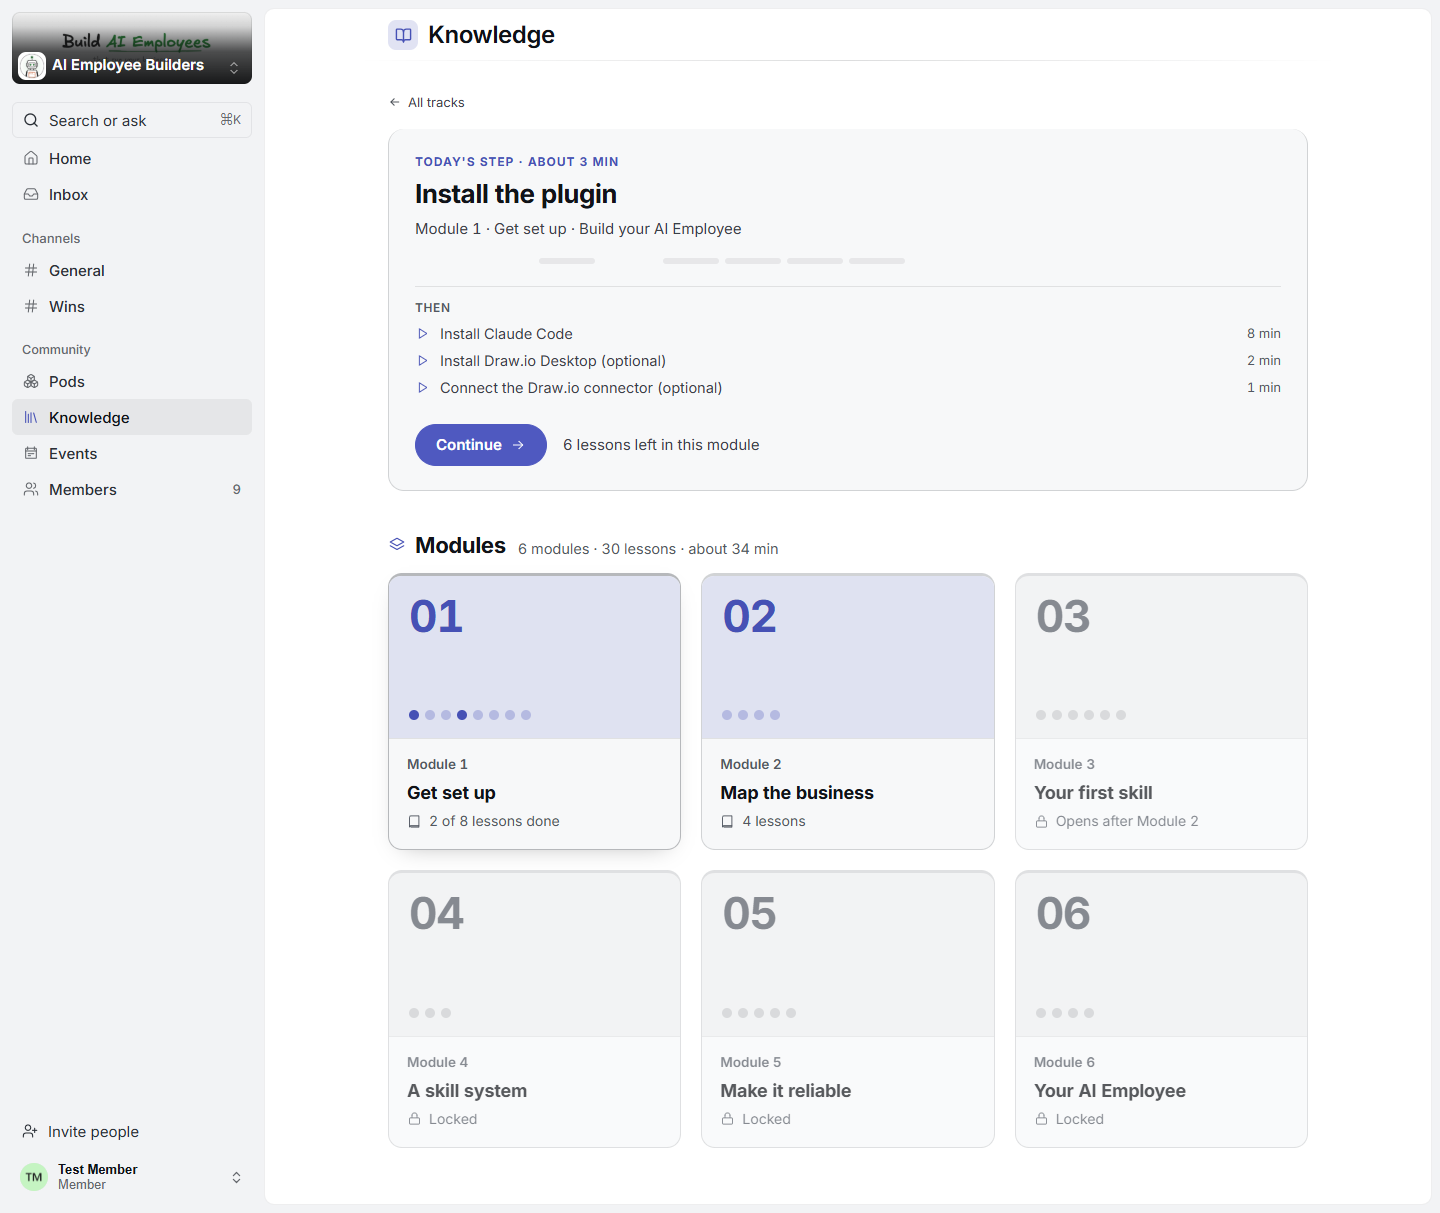 Build AI Employees
AI Employee Builders
Search or ask
⌘K
Home
Inbox
Channels
General
Wins
Community
Pods
Knowledge
Events
Members
9
Invite people
TM
Test Member
Member
Knowledge
All tracks
TODAY'S STEP · ABOUT 3 MIN
Install the plugin
Module 1 · Get set up · Build your AI Employee
THEN
Install Claude Code
8 min
Install Draw.io Desktop (optional)
2 min
Connect the Draw.io connector (optional)
1 min
Continue
6 lessons left in this module
Modules
6 modules · 30 lessons · about 34 min
01
Module 1
Get set up
2 of 8 lessons done
02
Module 2
Map the business
4 lessons
03
Module 3
Your first skill
Opens after Module 2
04
Module 4
A skill system
Locked
05
Module 5
Make it reliable
Locked
06
Module 6
Your AI Employee
Locked